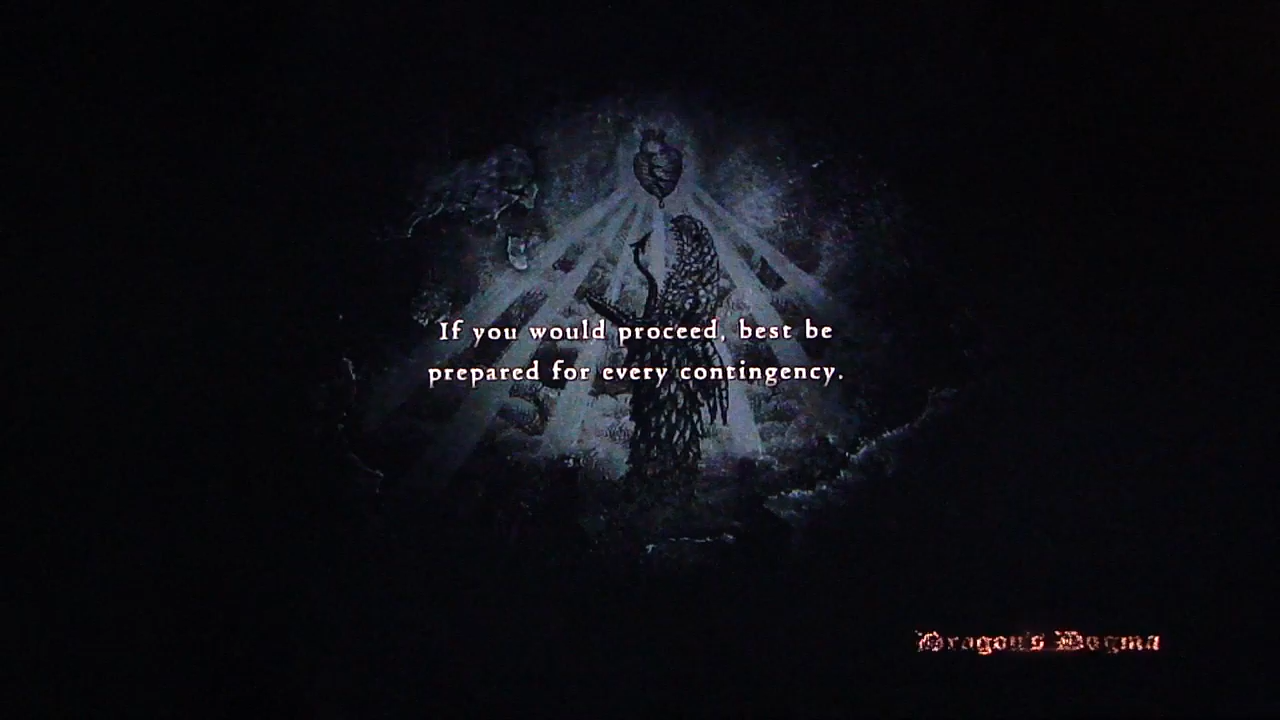 If you would proceed, best be
prepared for every contingency.
Dragon's Dogma